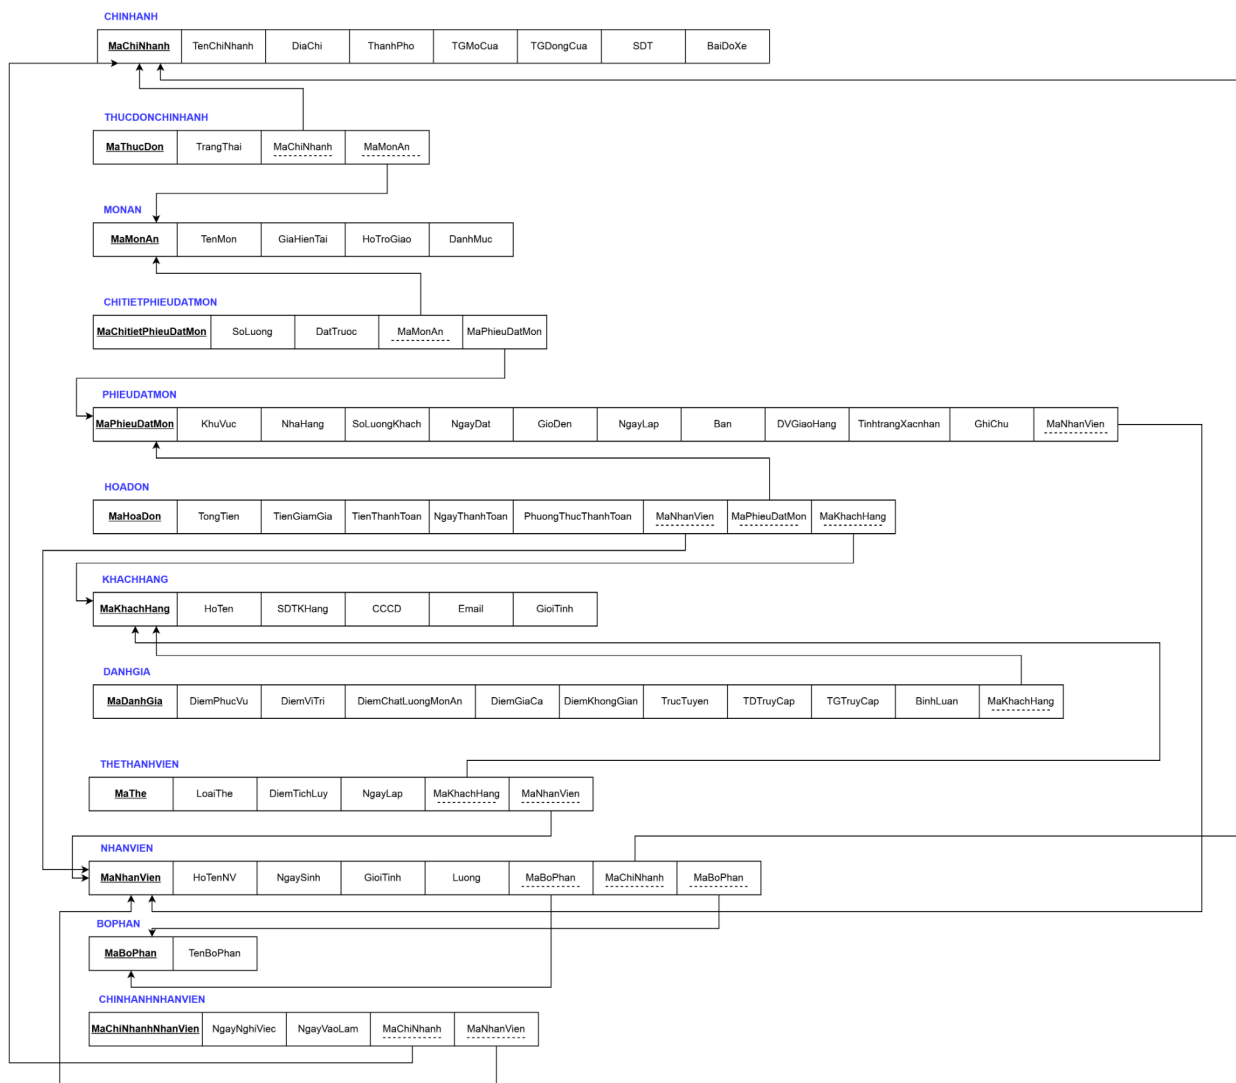 CHINHANH
MaChiNhanh TenChiNhanh DiaChi ThanhPho TGMoCua TGDongCua SDT BaiDoXe
THUCDONCHINHANH
MaThucDon TrangThai MaChiNhanh MaMonAn
MONAN
MaMonAn TenMon GiaHienTai HoTroGiao DanhMuc
CHITIETPHIEUDATMON
MaChitietPhieuDatMon SoLuong DatTruoc MaMonAn MaPhieuDatMon
PHIEUDATMON
MaPhieuDatMon KhuVuc NhaHang SoLuongKhach NgayDat GioDen NgayLap Ban DVGiaoHang TinhtrangXacnhan GhiChu MaNhanVien
HOADON
MaHoaDon TongTien TienGiamGia TienThanhToan NgayThanhToan PhuongThucThanhToan MaNhanVien MaPhieuDatMon MaKhachHang
KHACHHANG
MaKhachHang HoTen SDTKHang CCCD Email GioiTinh
DANHGIA
MaDanhGia DiemPhucVu DiemViTri DiemChatLuongMonAn DiemGiaCa DiemKhongGian TrucTuyen TDTruyCap TGTruyCap BinhLuan MaKhachHang
THETHANHVIEN
MaThe LoaiThe DiemTichLuy NgayLap MaKhachHang MaNhanVien
NHANVIEN
MaNhanVien HoTenNV NgaySinh GioiTinh Luong MaBoPhan MaChiNhanh MaBoPhan
BOPHAN
MaBoPhan TenBoPhan
CHINHANHNHANVIEN
MaChiNhanhNhanVien NgayNghiViec NgayVaoLam MaChiNhanh MaNhanVien